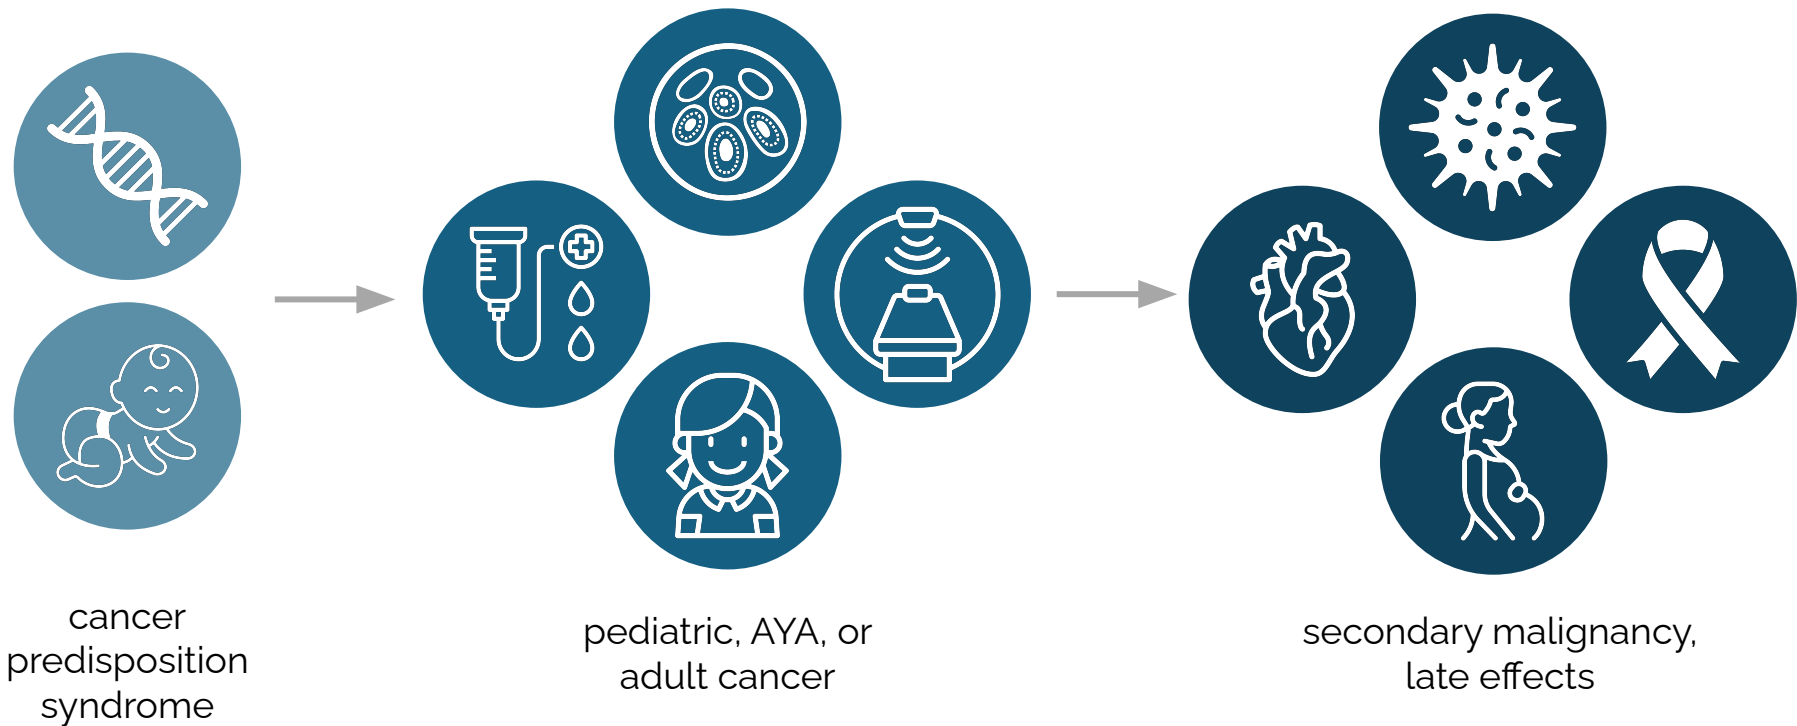 cancer
predisposition
syndrome
pediatric, AYA, or
adult cancer
secondary malignancy,
late effects